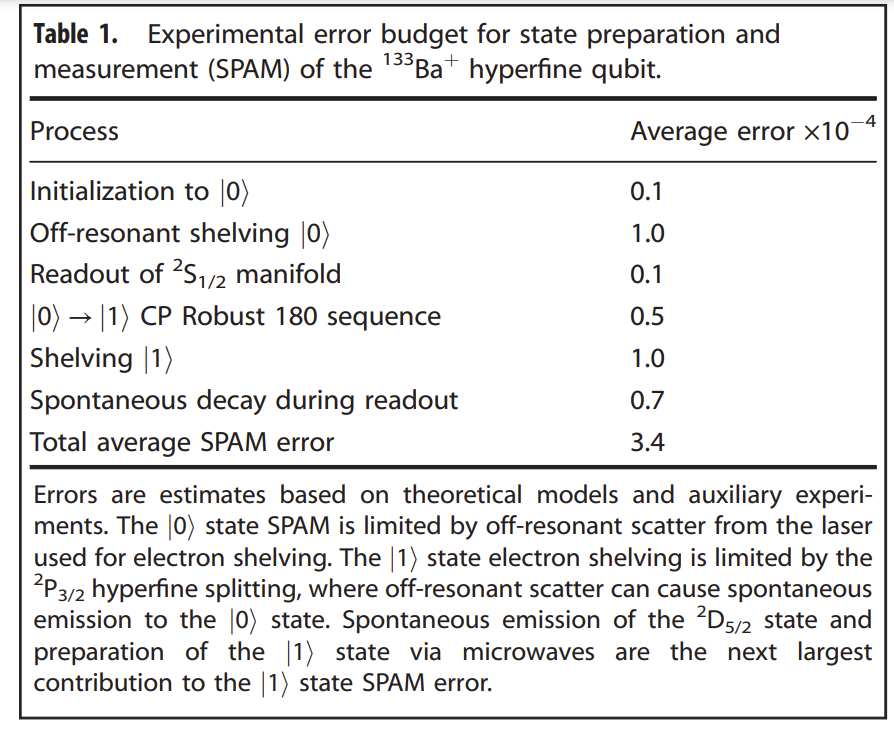 Table 1. Experimental error budget for state preparation and
measurement (SPAM) of the ¹³³Ba⁺ hyperfine qubit.
Process Average error ×10⁻⁴
Initialization to |0⟩ 0.1
Off-resonant shelving |0⟩ 1.0
Readout of ²S₁/₂ manifold 0.1
|0⟩ → |1⟩ CP Robust 180 sequence 0.5
Shelving |1⟩ 1.0
Spontaneous decay during readout 0.7
Total average SPAM error 3.4
Errors are estimates based on theoretical models and auxiliary experi-
ments. The |0⟩ state SPAM is limited by off-resonant scatter from the laser
used for electron shelving. The |1⟩ state electron shelving is limited by the
²P₃/₂ hyperfine splitting, where off-resonant scatter can cause spontaneous
emission to the |0⟩ state. Spontaneous emission of the ²D₅/₂ state and
preparation of the |1⟩ state via microwaves are the next largest
contribution to the |1⟩ state SPAM error.